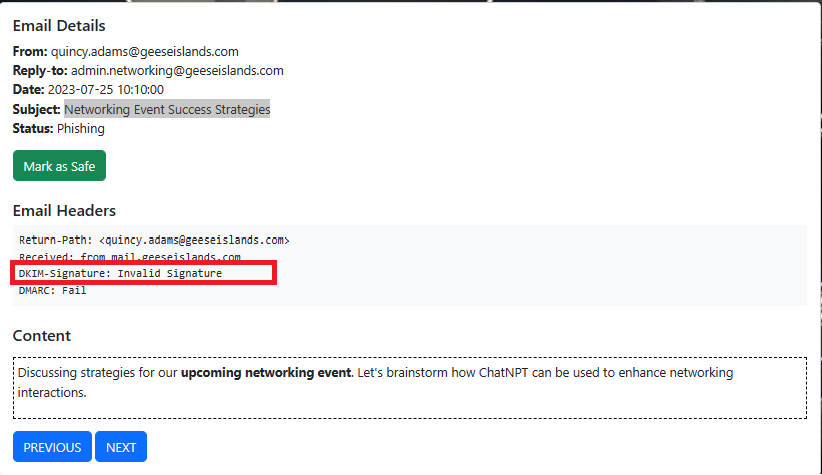 Email Details
From: quincy.adams@geeseislands.com
Reply-to: admin.networking@geeseislands.com
Date: 2023-07-25 10:10:00
Subject: Networking Event Success Strategies
Status: Phishing
Mark as Safe
Email Headers
Return-Path: <quincy.adams@geeseislands.com>
Received: from mail.geeseislands.com
DKIM-Signature: Invalid Signature
DMARC: Fail
Content
Discussing strategies for our upcoming networking event. Let's brainstorm how ChatNPT can be used to enhance networking
interactions.
PREVIOUS NEXT